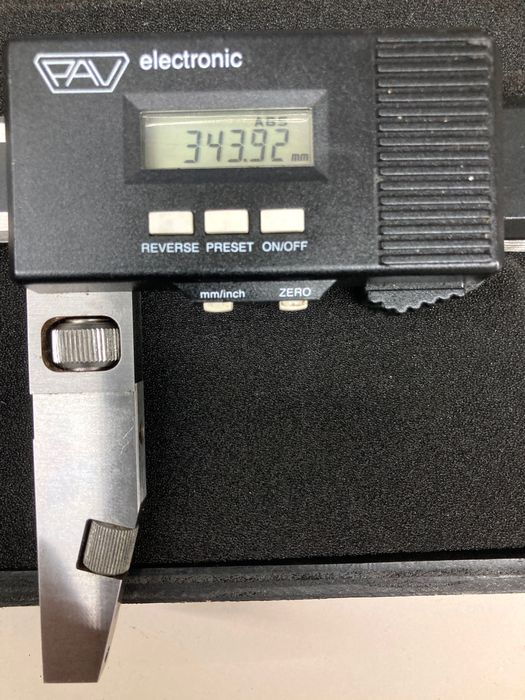 PAV electronic
ABS
343.92 mm
REVERSE PRESET ON/OFF
mm/inch ZERO